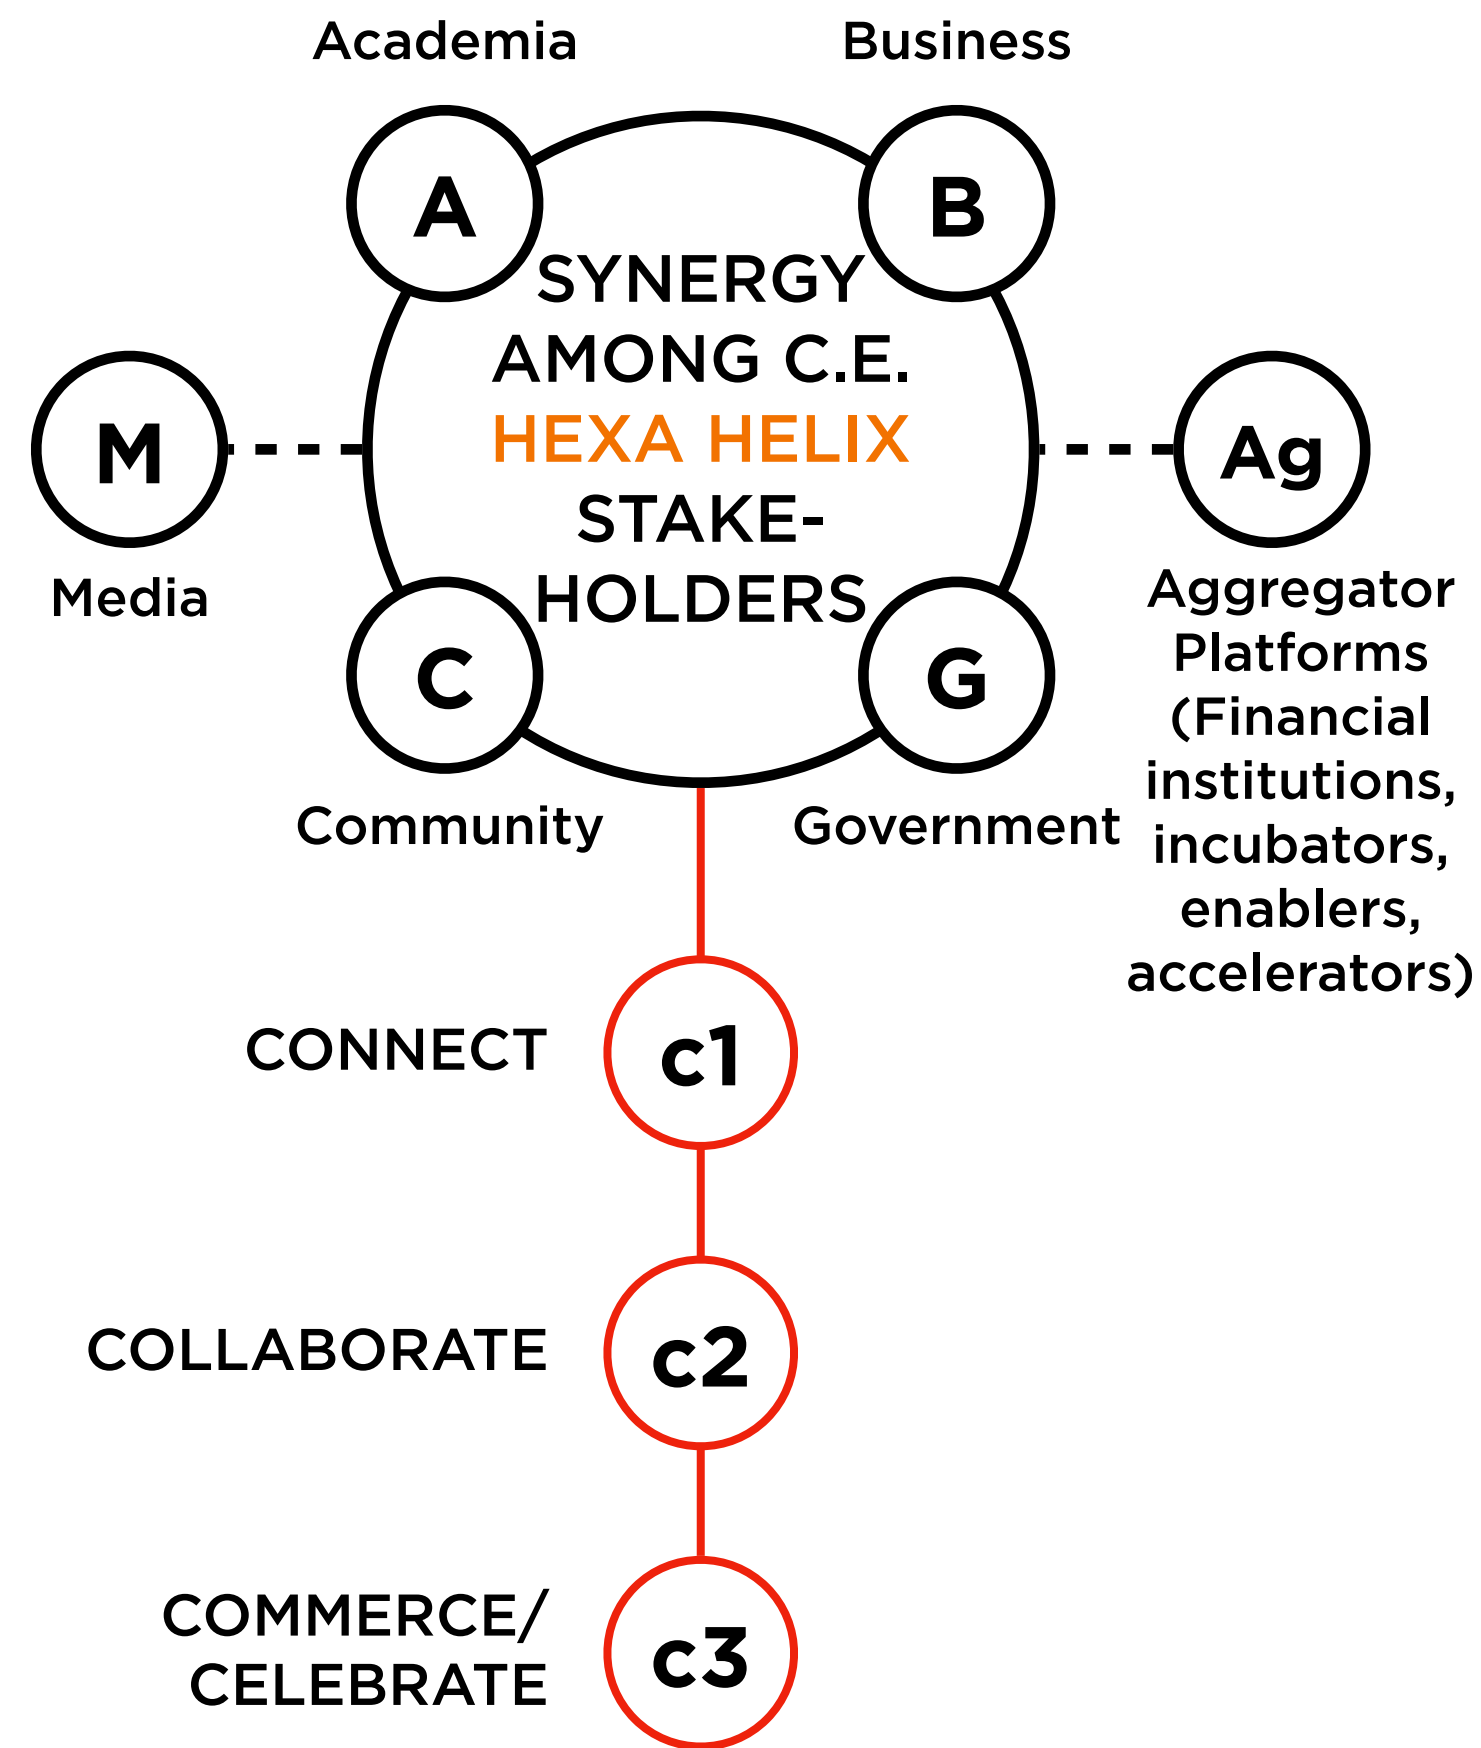 Academia
Business
A
B
SYNERGY
AMONG C.E.
HEXA HELIX
STAKE-
HOLDERS
M
Media
Ag
Aggregator
Platforms
(Financial
institutions,
incubators,
enablers,
accelerators)
C
Community
G
Government
CONNECT
c1
COLLABORATE
c2
COMMERCE/
CELEBRATE
c3